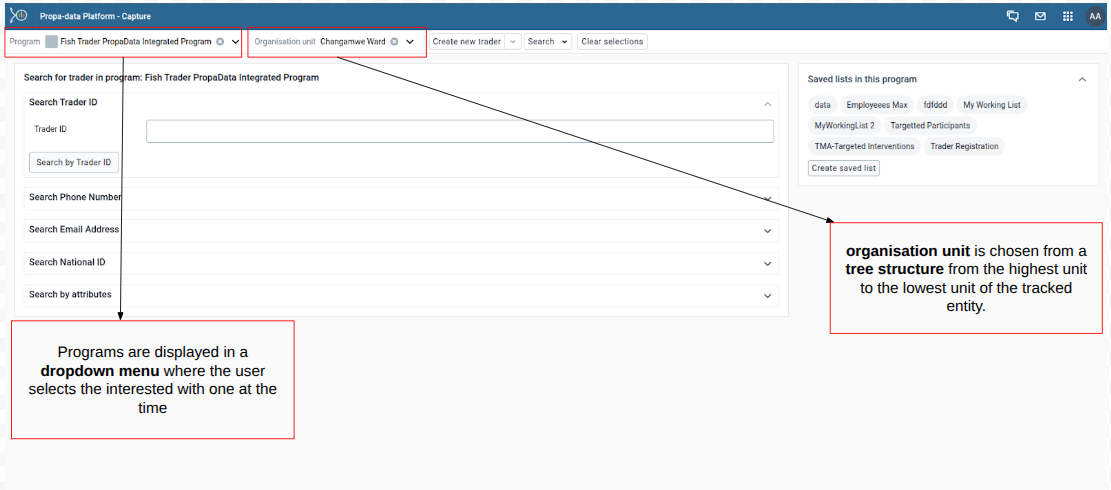 Propa-data Platform - Capture
AA
Program Fish Trader PropaData Integrated Program Organisation unit Changamwe Ward Create new trader Search Clear selections
Search for trader in program: Fish Trader PropaData Integrated Program
Search Trader ID
Trader ID
Search by Trader ID
Search Phone Number
Search Email Address
Search National ID
Search by attributes
Saved lists in this program
data Employeees Max fdfddd My Working List
MyWorkingList 2 Targetted Participants
TMA-Targeted Interventions Trader Registration
Create saved list
organisation unit is chosen from a
tree structure from the highest unit
to the lowest unit of the tracked
entity.
Programs are displayed in a
dropdown menu where the user
selects the interested with one at the
time